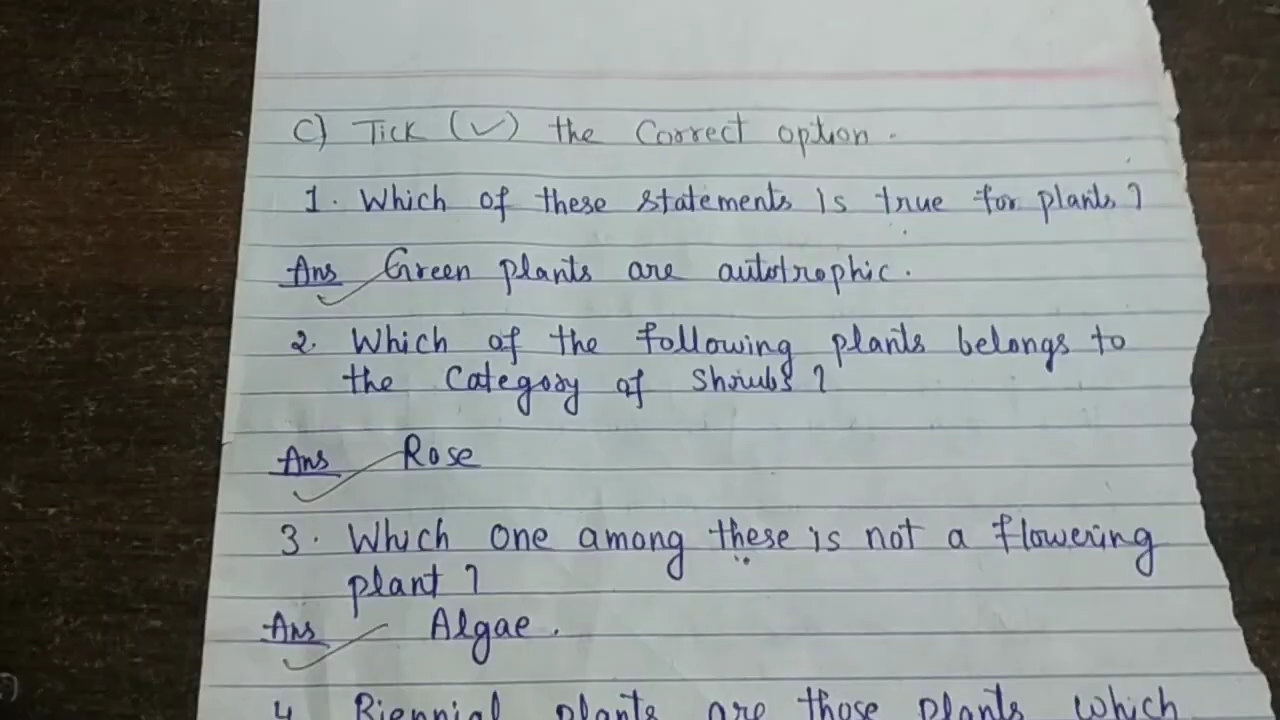 C) Tick (✓) the Correct option.
1. Which of these statements is true for plants?
Ans Green plants are autotrophic.
2. Which of the following plants belongs to
the Category of Shrubs?
Ans Rose
3. Which one among these is not a flowering
plant?
Ans Algae.
4 Biennial plants are those plants which